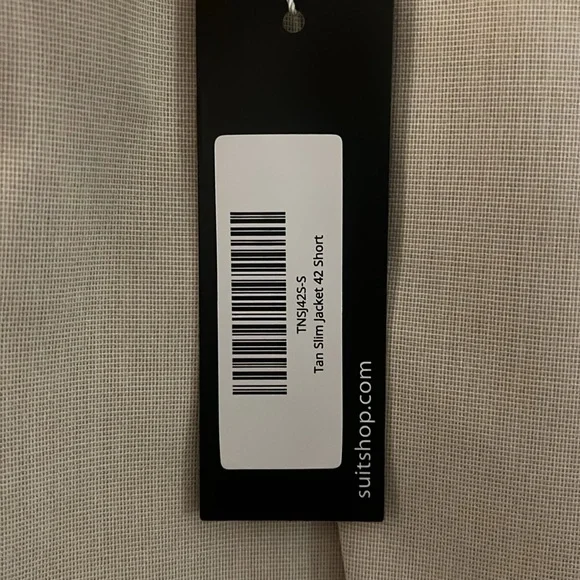 TNSJ42S-S
Tan Slim Jacket 42 Short
suitshop.com